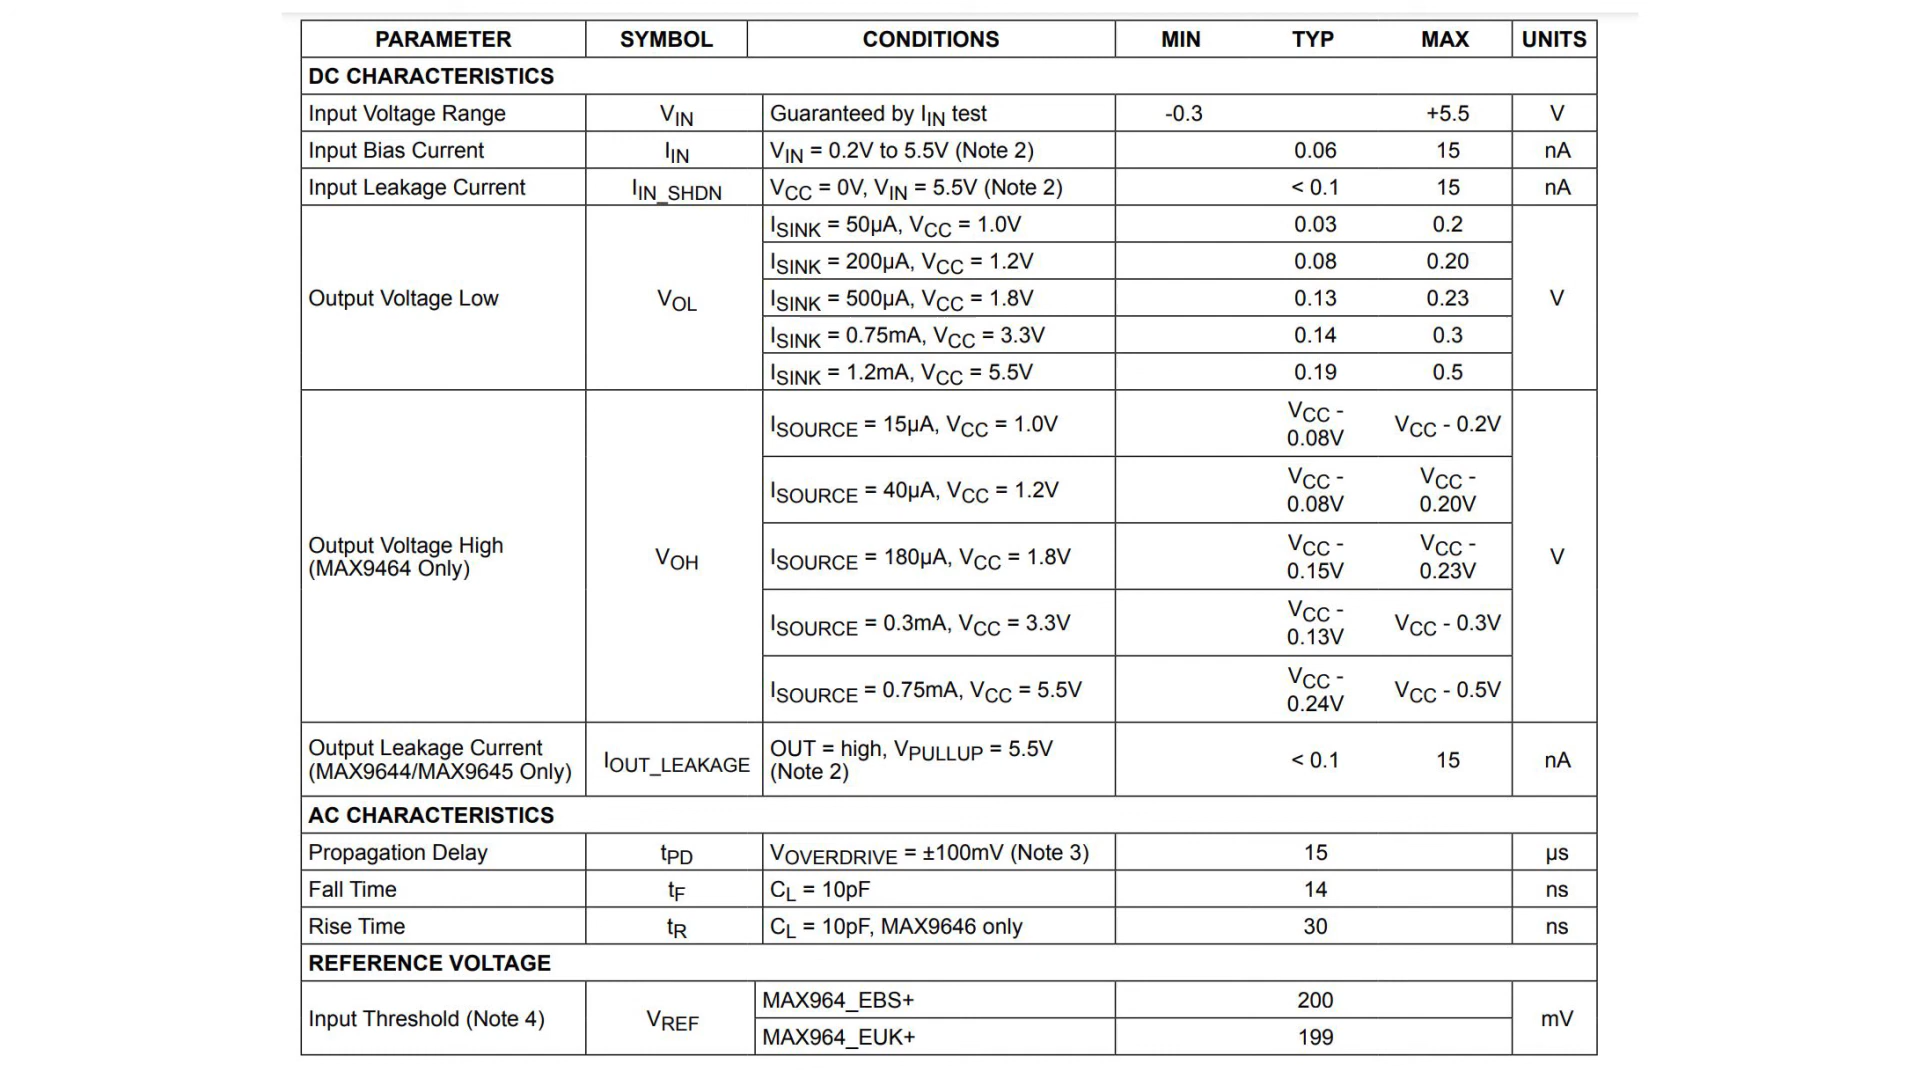 PARAMETER SYMBOL CONDITIONS MIN TYP MAX UNITS
DC CHARACTERISTICS
Input Voltage Range VIN Guaranteed by IIN test -0.3 +5.5 V
Input Bias Current IIN VIN = 0.2V to 5.5V (Note 2) 0.06 15 nA
Input Leakage Current IIN_SHDN VCC = 0V, VIN = 5.5V (Note 2) < 0.1 15 nA
Output Voltage Low VOL V
ISINK = 50μA, VCC = 1.0V 0.03 0.2
ISINK = 200μA, VCC = 1.2V 0.08 0.20
ISINK = 500μA, VCC = 1.8V 0.13 0.23
ISINK = 0.75mA, VCC = 3.3V 0.14 0.3
ISINK = 1.2mA, VCC = 5.5V 0.19 0.5
Output Voltage High
(MAX9464 Only)
VOH V
ISOURCE = 15μA, VCC = 1.0V VCC - 0.08V VCC - 0.2V
ISOURCE = 40μA, VCC = 1.2V VCC - 0.08V VCC - 0.20V
ISOURCE = 180μA, VCC = 1.8V VCC - 0.15V VCC - 0.23V
ISOURCE = 0.3mA, VCC = 3.3V VCC - 0.13V VCC - 0.3V
ISOURCE = 0.75mA, VCC = 5.5V VCC - 0.24V VCC - 0.5V
Output Leakage Current
(MAX9644/MAX9645 Only)
IOUT_LEAKAGE
OUT = high, VPULLUP = 5.5V
(Note 2)
< 0.1 15 nA
AC CHARACTERISTICS
Propagation Delay tPD VOVERDRIVE = ±100mV (Note 3) 15 μs
Fall Time tF CL = 10pF 14 ns
Rise Time tR CL = 10pF, MAX9646 only 30 ns
REFERENCE VOLTAGE
Input Threshold (Note 4) VREF mV
MAX964_EBS+ 200
MAX964_EUK+ 199